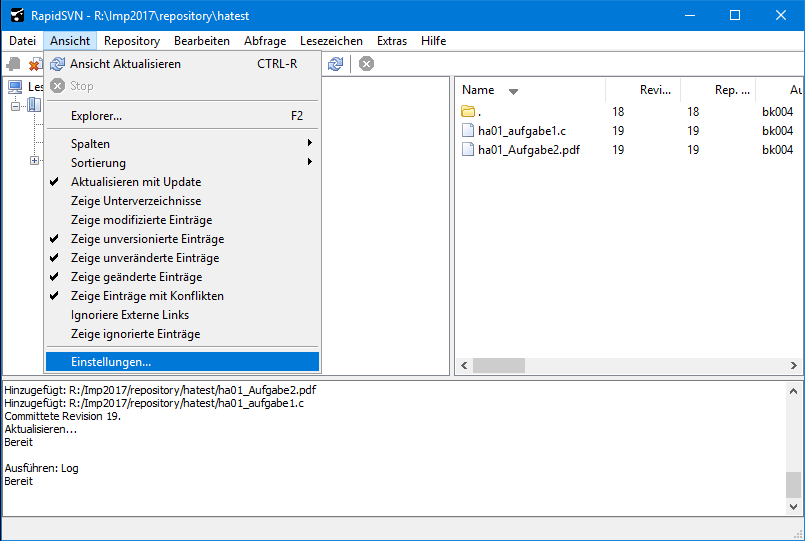 RapidSVN - R:\Imp2017\repository\hatest
Datei Ansicht Repository Bearbeiten Abfrage Lesezeichen Extras Hilfe
Ansicht Aktualisieren CTRL-R
Stop
Explorer... F2
Spalten
Sortierung
Aktualisieren mit Update
Zeige Unterverzeichnisse
Zeige modifizierte Einträge
Zeige unversionierte Einträge
Zeige unveränderte Einträge
Zeige geänderte Einträge
Zeige Einträge mit Konflikten
Ignoriere Externe Links
Zeige ignorierte Einträge
Einstellungen...
Les
Name Revi... Rep. ... Au
. 18 18 bk004
ha01_aufgabe1.c 19 19 bk004
ha01_Aufgabe2.pdf 19 19 bk004
Hinzugefügt: R:/Imp2017/repository/hatest/ha01_Aufgabe2.pdf
Hinzugefügt: R:/Imp2017/repository/hatest/ha01_aufgabe1.c
Committete Revision 19.
Aktualisieren...
Bereit
Ausführen: Log
Bereit